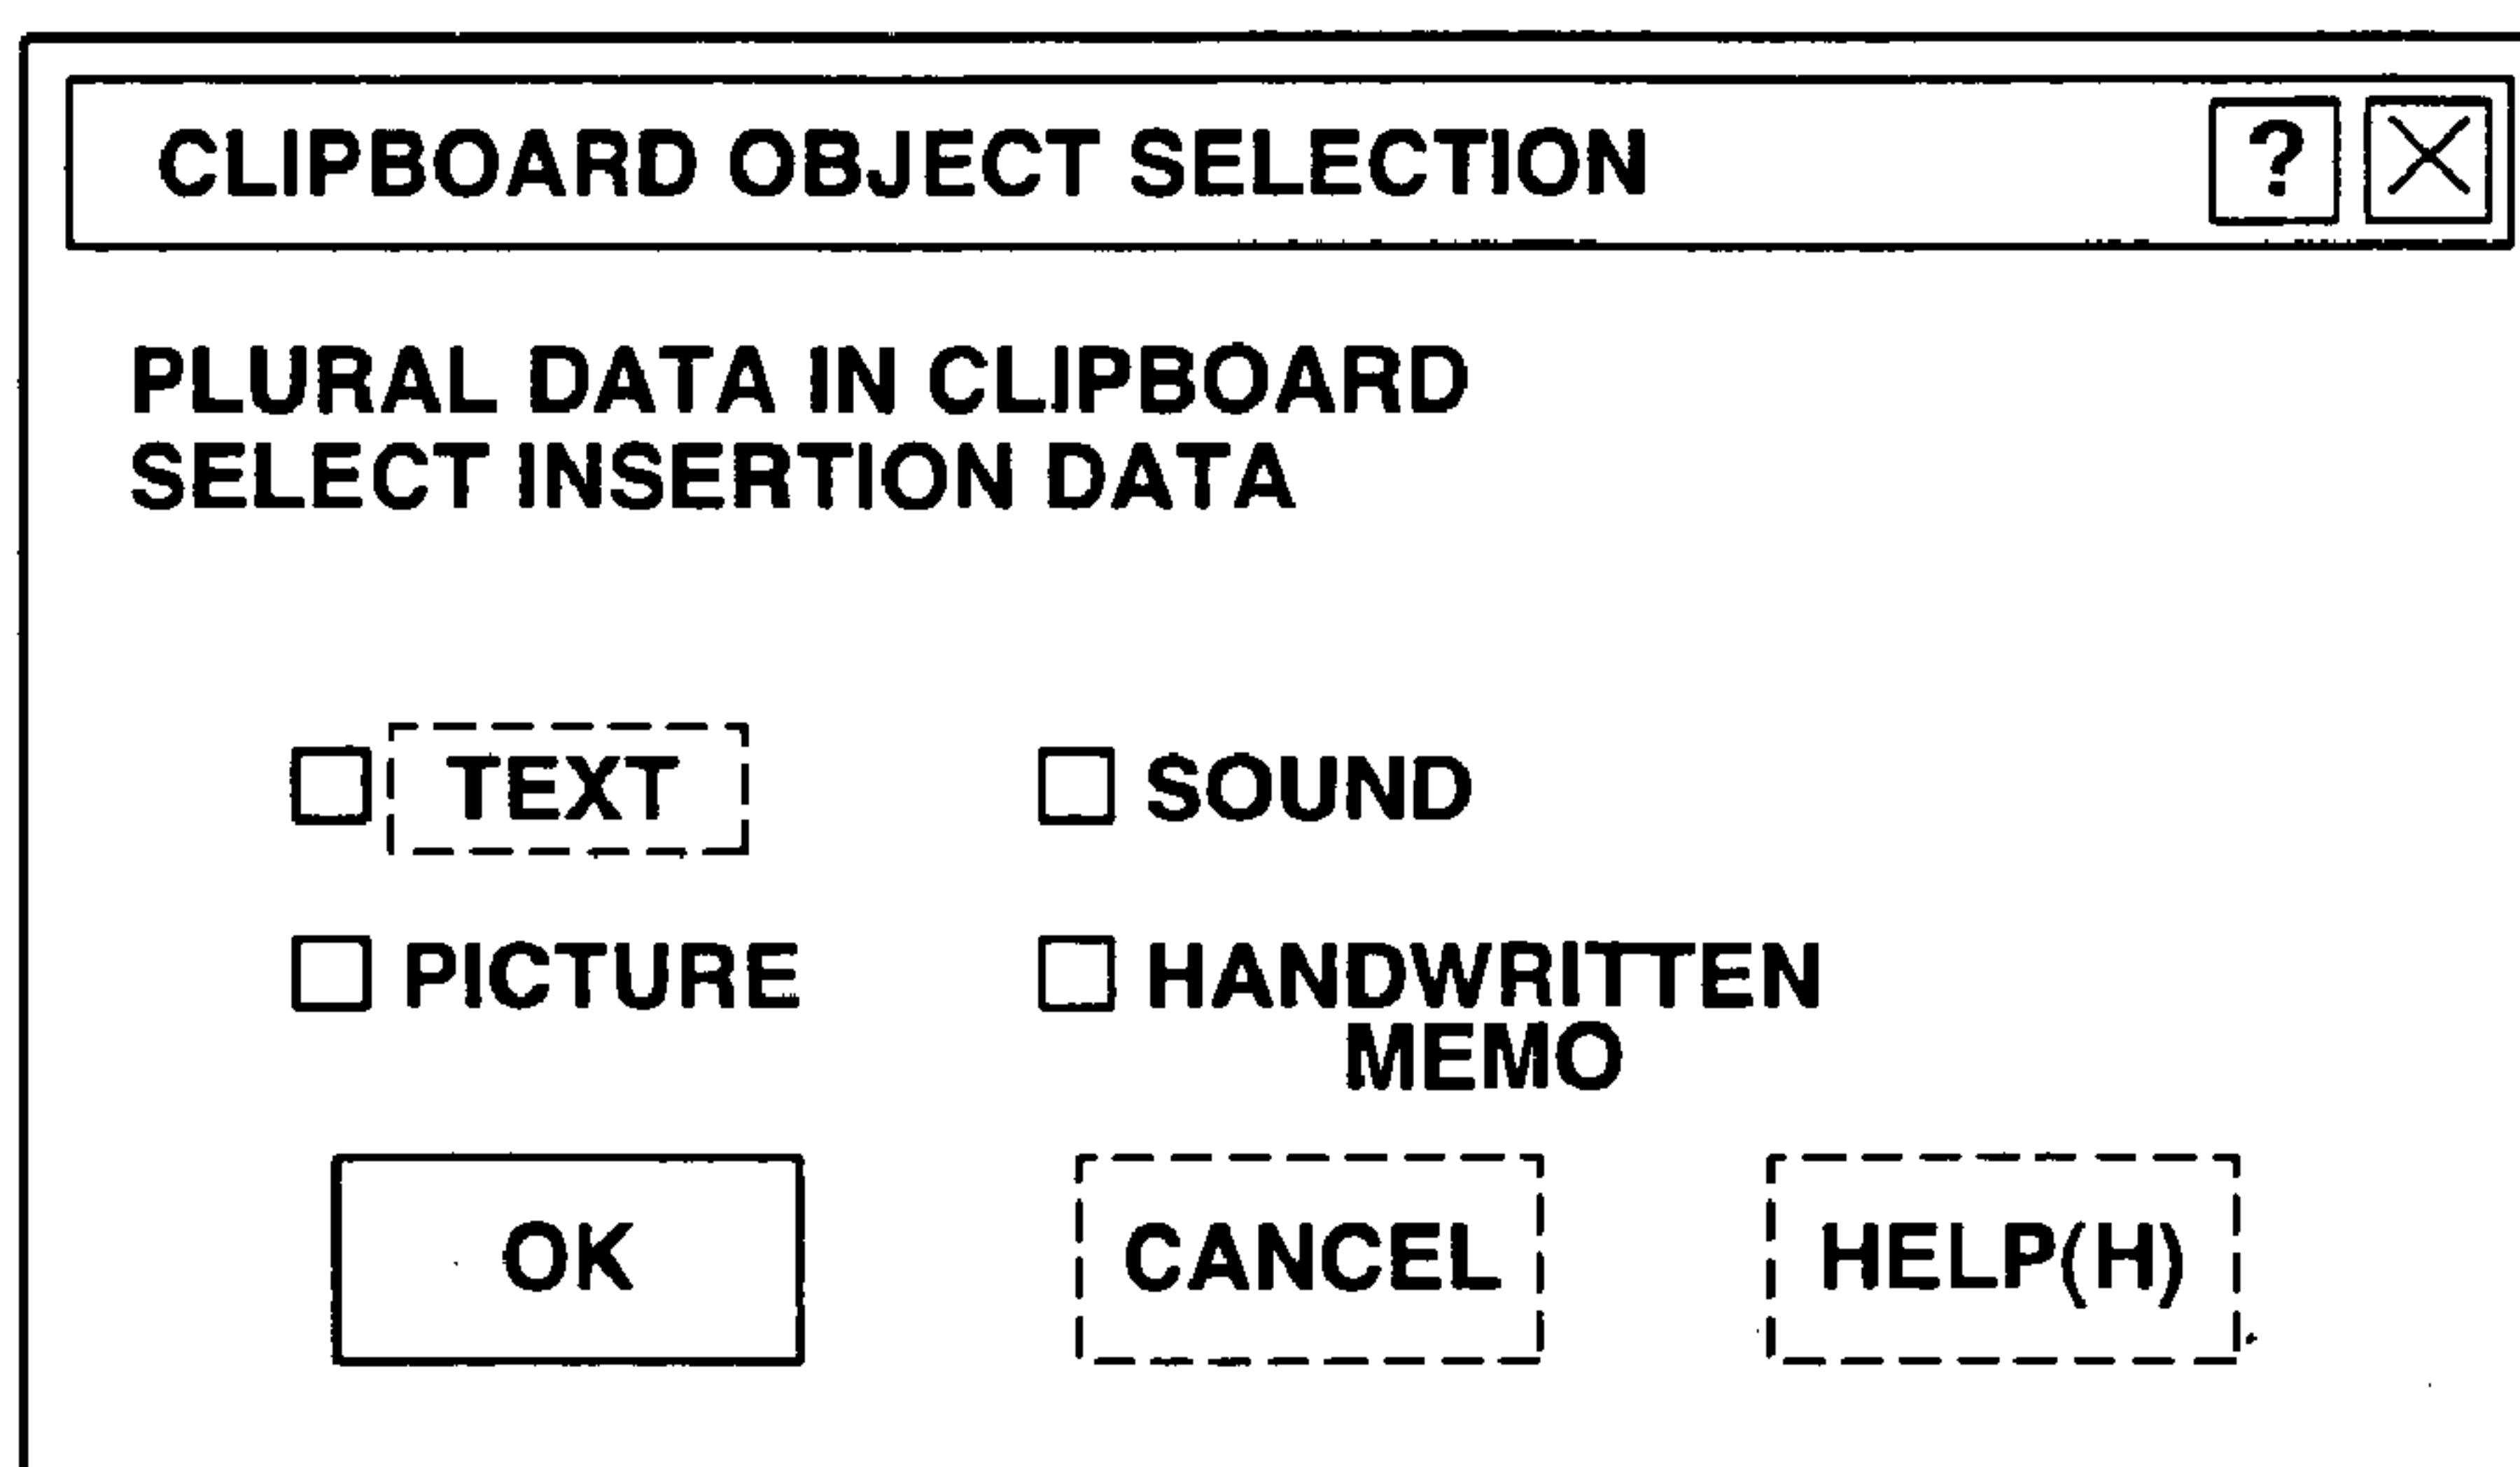 CLIPBOARD OBJECT SELECTION ?
PLURAL DATA IN CLIPBOARD
SELECT INSERTION DATA
TEXT SOUND
PICTURE HANDWRITTEN
MEMO
OK CANCEL HELP(H)